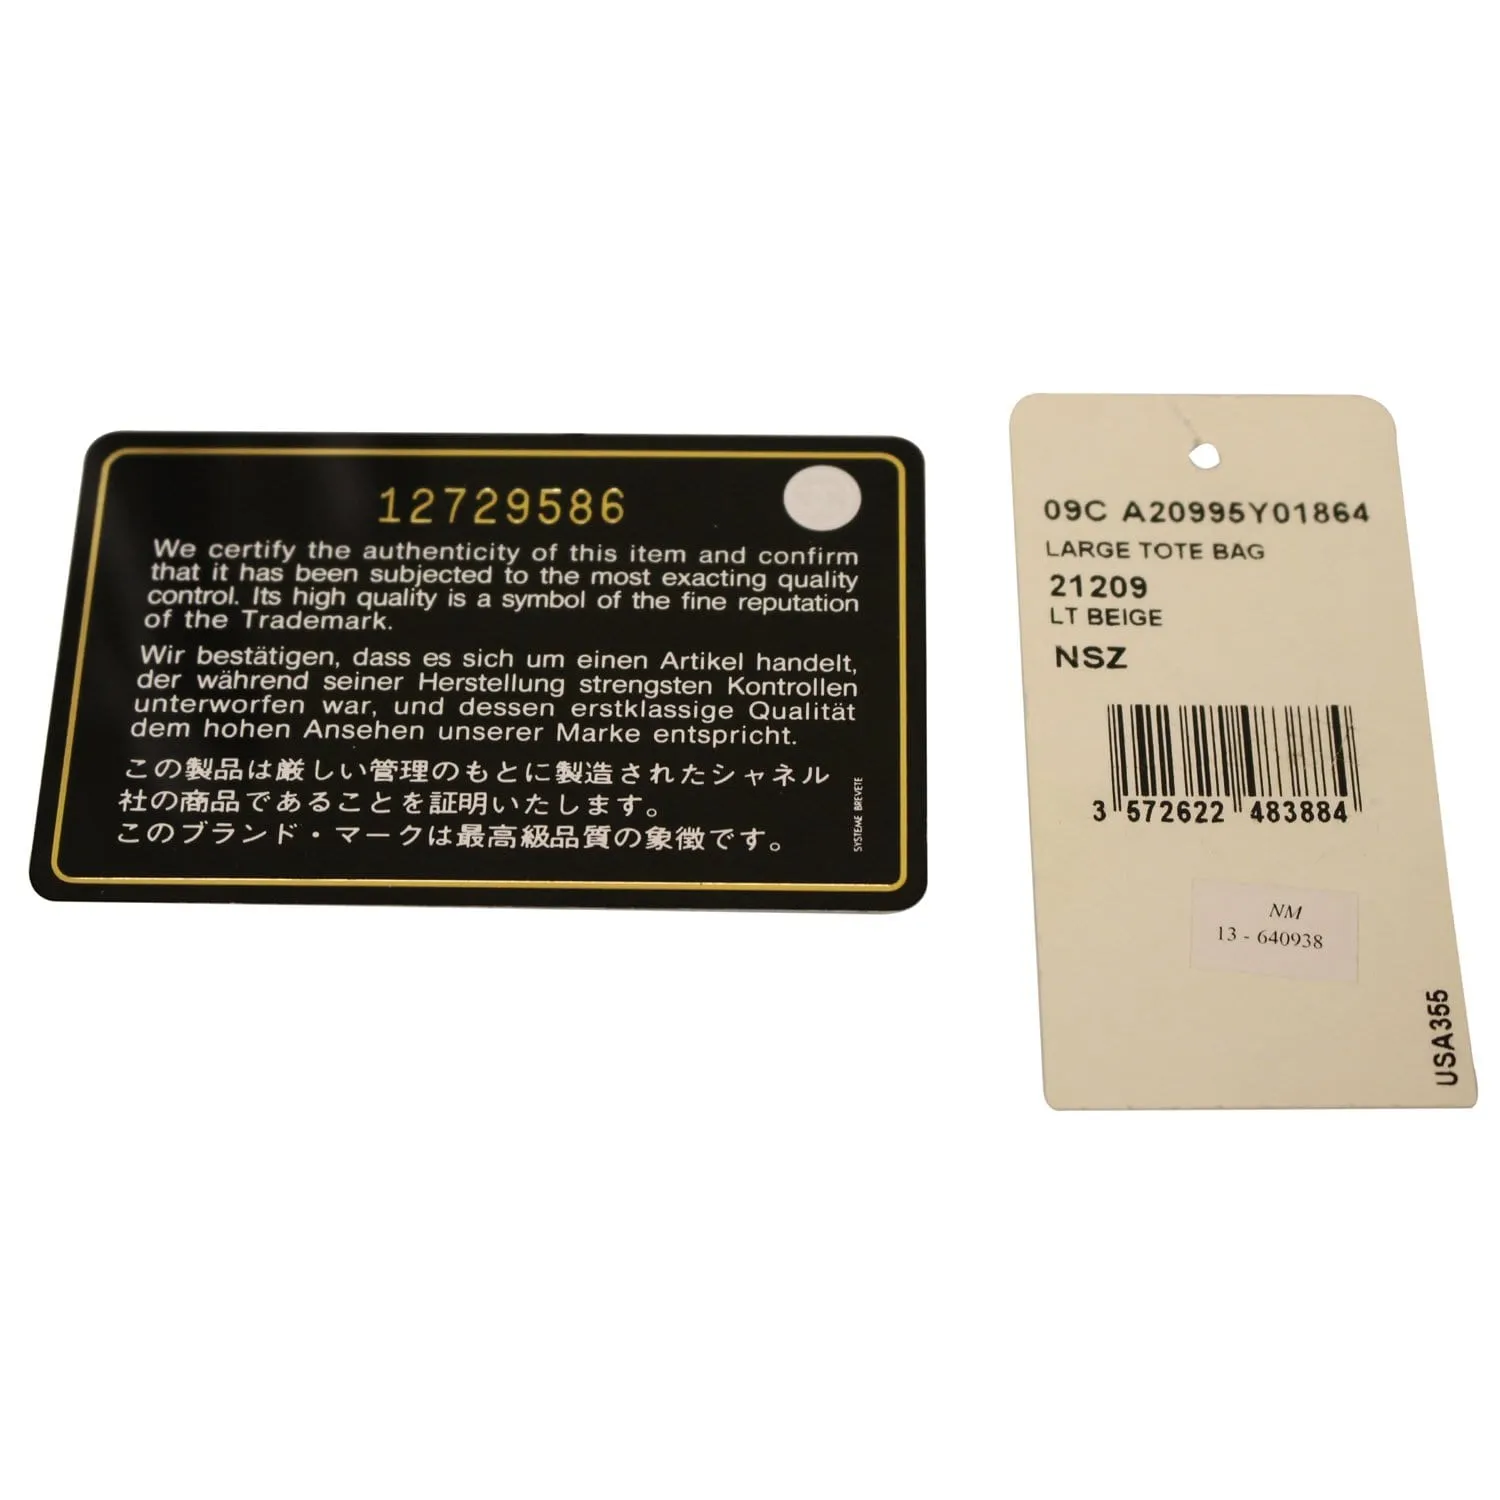 12729586
We certify the authenticity of this item and confirm
that it has been subjected to the most exacting quality
control. Its high quality is a symbol of the fine reputation
of the Trademark.
Wir bestätigen, dass es sich um einen Artikel handelt,
der während seiner Herstellung strengsten Kontrollen
unterworfen war, und dessen erstklassige Qualität
dem hohen Ansehen unserer Marke entspricht.
この製品は厳しい管理のもとに製造されたシャネル
社の商品であることを証明いたします。
このブランド・マークは最高級品質の象徴です。
SYSTEME BREVETE
09C A20995Y01864
LARGE TOTE BAG
21209
LT BEIGE
NSZ
3 572622 483884
NM
13 - 640938
USA355